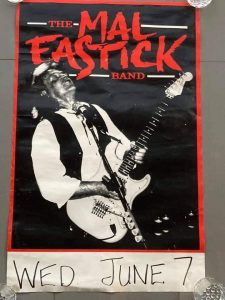 THE MAL
EASTICK
BAND
WED JUNE 7